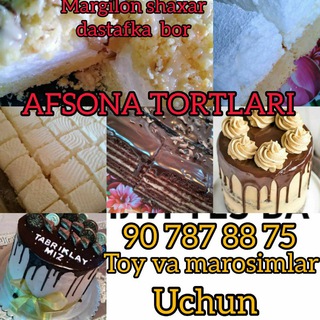 Margilon shaxar
dastafka bor
AFSONA TORTLARI
90 787 88 75
TABRIKLAY
MIZ
Toy va marosimlar
Uchun